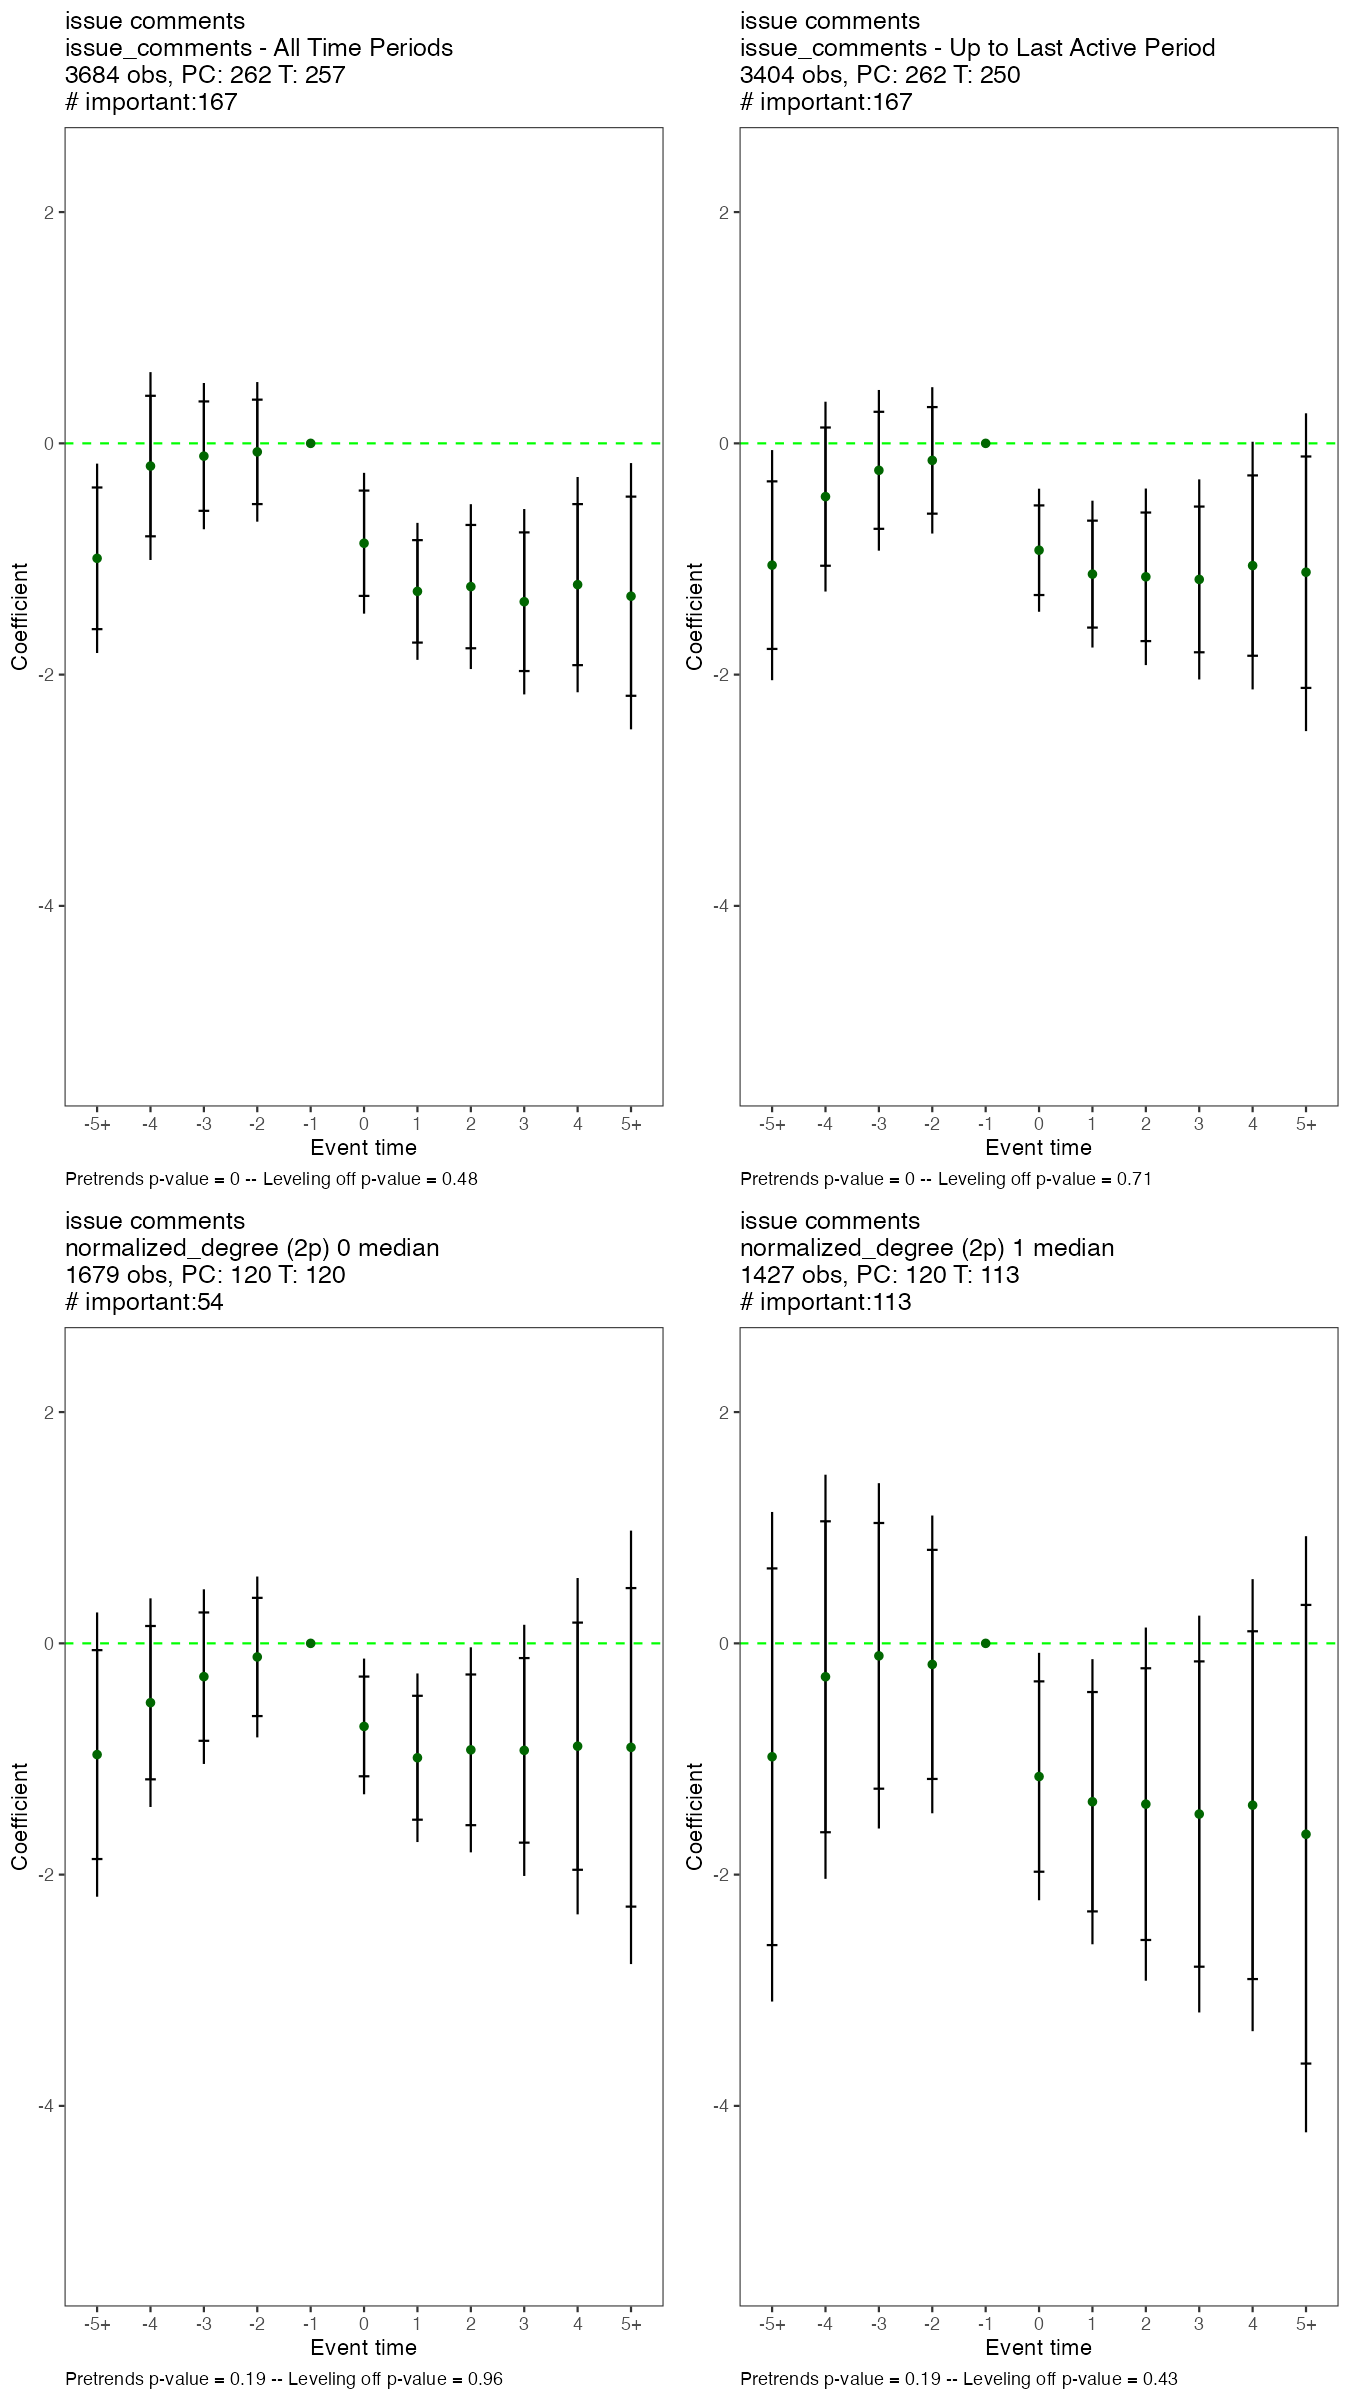 issue comments
issue_comments - All Time Periods
3684 obs, PC: 262 T: 257
# important:167
2
0
-2
-4
Coefficient
-5+ -4 -3 -2 -1 0 1 2 3 4 5+
Event time
Pretrends p-value = 0 -- Leveling off p-value = 0.48
issue comments
issue_comments - Up to Last Active Period
3404 obs, PC: 262 T: 250
# important:167
2
0
-2
-4
Coefficient
-5+ -4 -3 -2 -1 0 1 2 3 4 5+
Event time
Pretrends p-value = 0 -- Leveling off p-value = 0.71
issue comments
normalized_degree (2p) 0 median
1679 obs, PC: 120 T: 120
# important:54
2
0
-2
-4
Coefficient
-5+ -4 -3 -2 -1 0 1 2 3 4 5+
Event time
Pretrends p-value = 0.19 -- Leveling off p-value = 0.96
issue comments
normalized_degree (2p) 1 median
1427 obs, PC: 120 T: 113
# important:113
2
0
-2
-4
Coefficient
-5+ -4 -3 -2 -1 0 1 2 3 4 5+
Event time
Pretrends p-value = 0.19 -- Leveling off p-value = 0.43